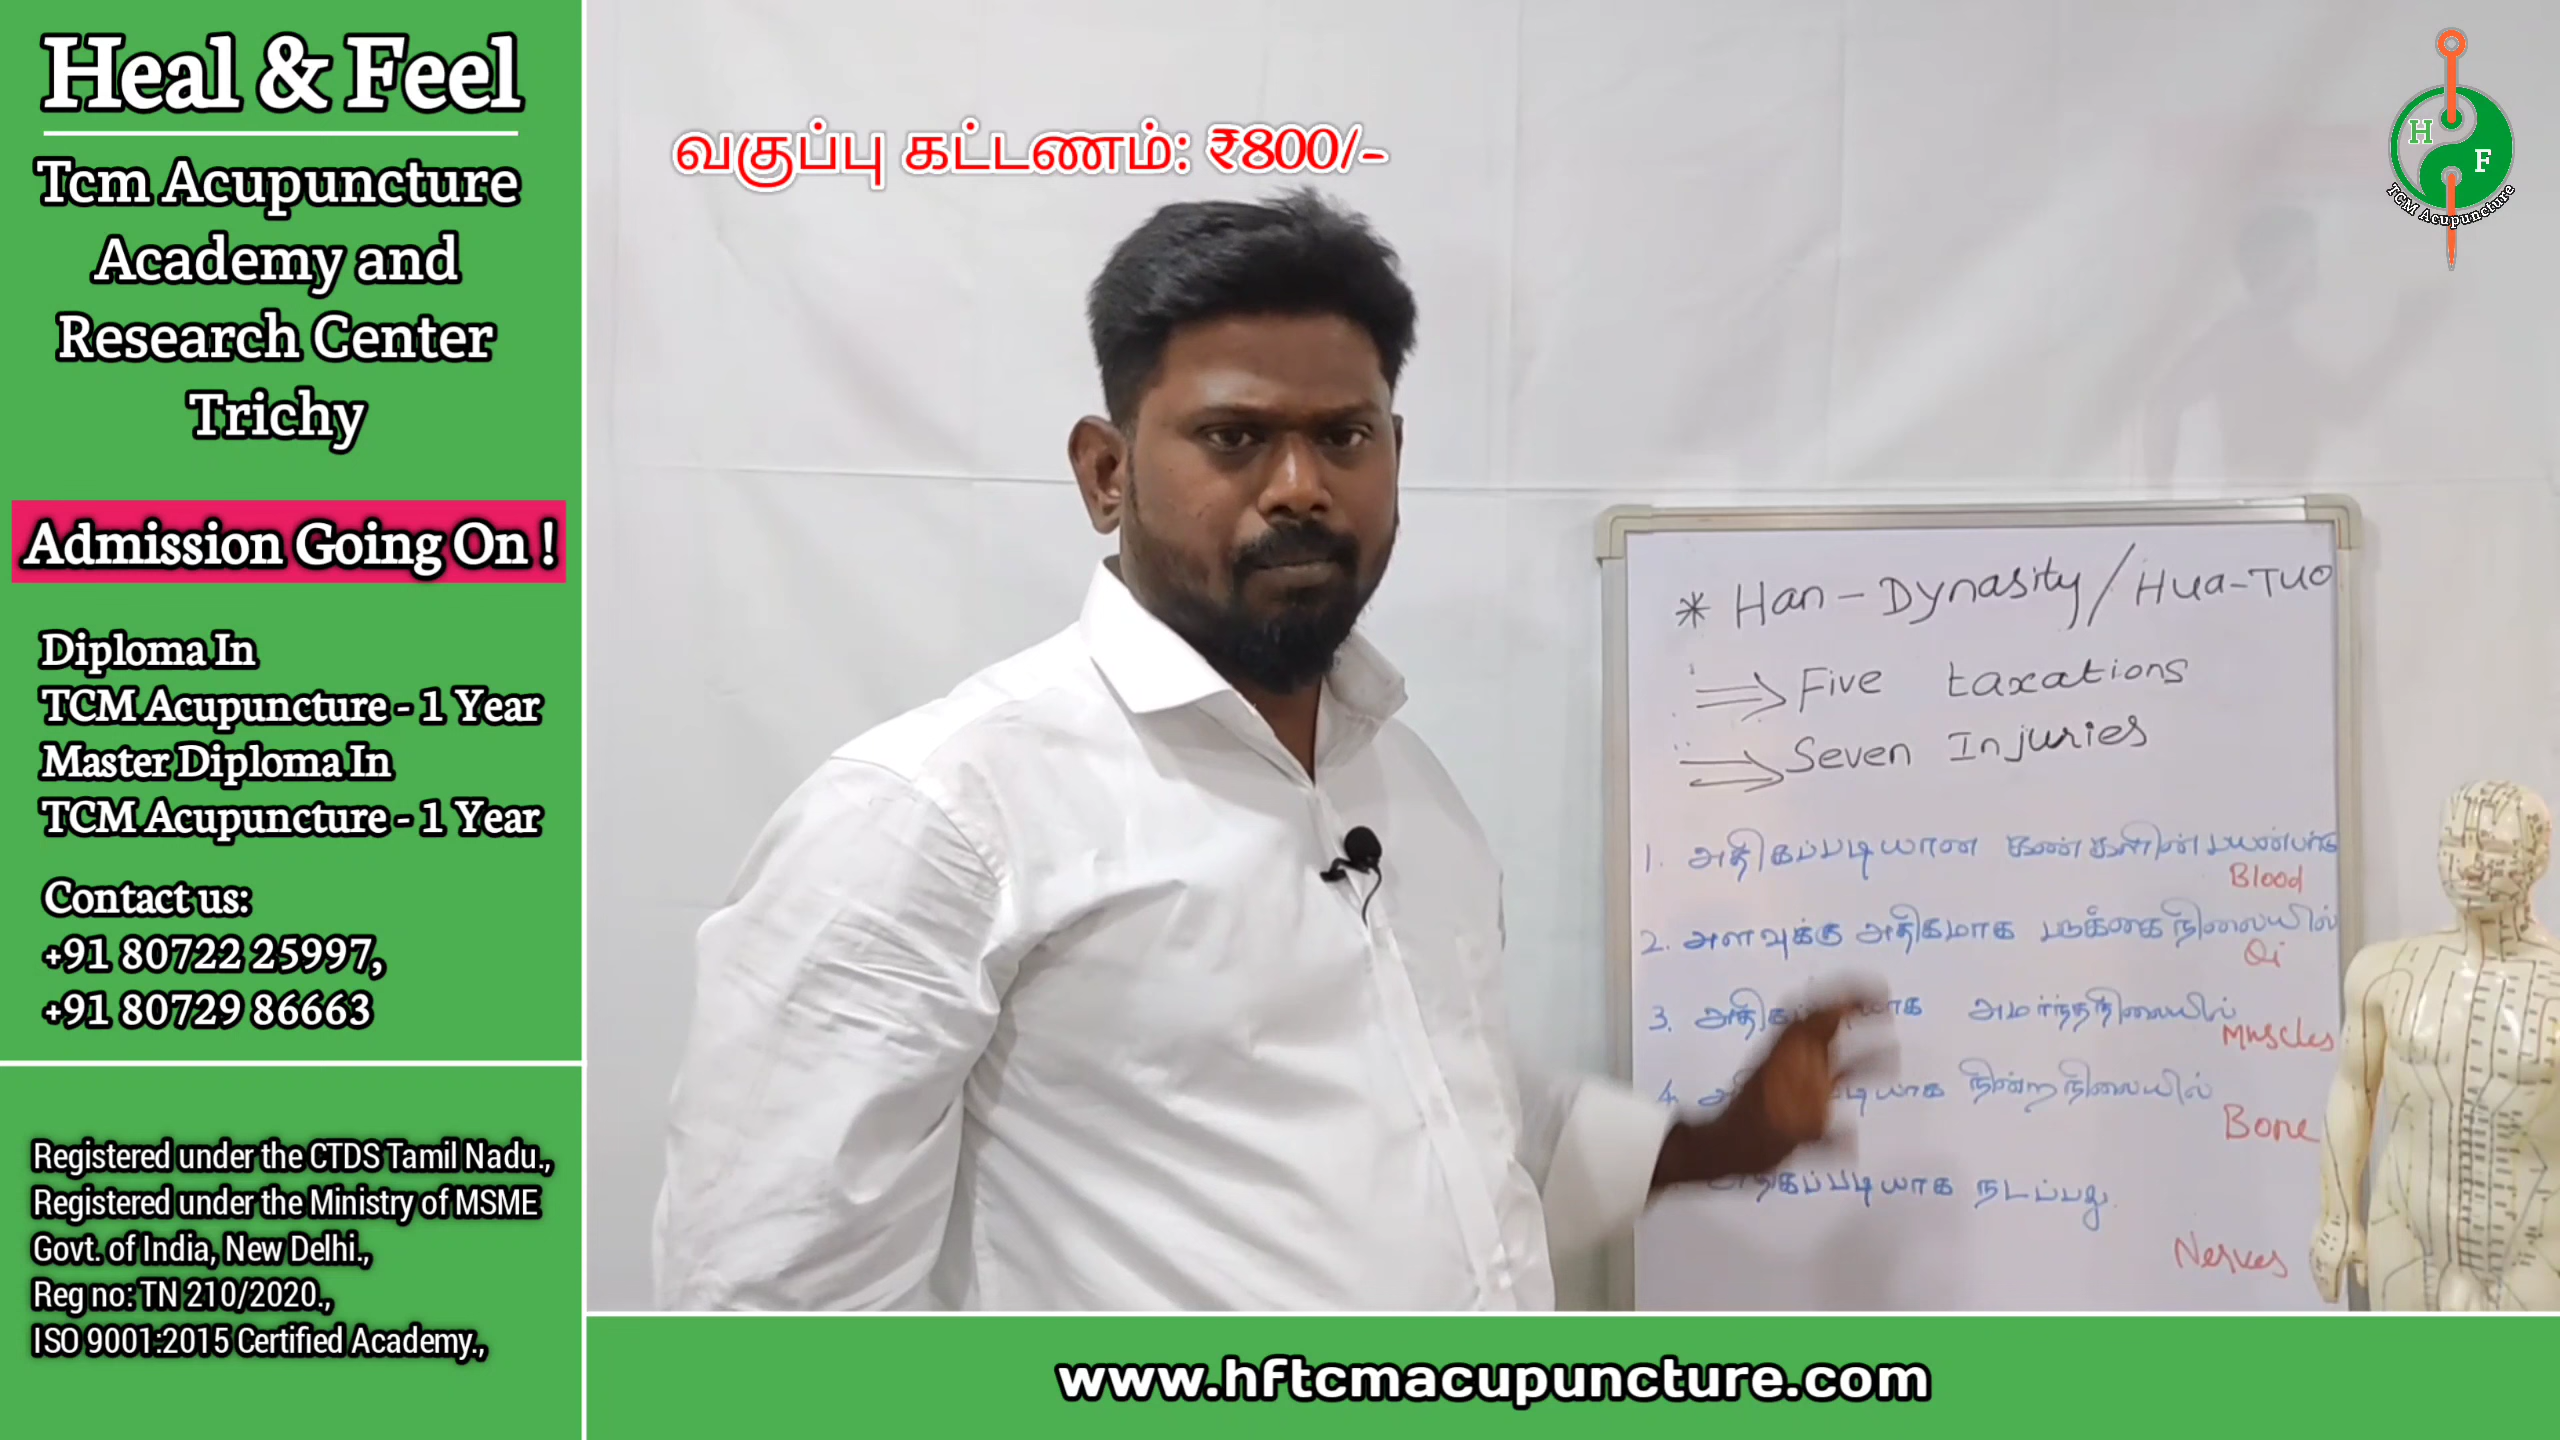 Heal & Feel
Tcm Acupuncture
Academy and
Research Center
Trichy
Admission Going On !
Diploma In
TCM Acupuncture - 1 Year
Master Diploma In
TCM Acupuncture - 1 Year
Contact us:
+91 80722 25997,
+91 80729 86663
Registered under the CTDS Tamil Nadu.,
Registered under the Ministry of MSME
Govt. of India, New Delhi.,
Reg no: TN 210/2020.,
ISO 9001:2015 Certified Academy.,
வகுப்பு கட்டணம்: ₹800/-
H
F
TCM Acupuncture
* Han-Dynasity/Hua-Tuo
⇒ Five taxations
⇒ Seven Injuries
1. அதிகப்படியான கண்களின்
Blood
2. அளவுக்கு அதிகமாக படுக்கை நிலையில்
Qi
3. அமர்ந்தநிலையில்
Muscles
4. நின்ற நிலையில்
Bone
நடப்பது.
Nerves
www.hftcmacupuncture.com